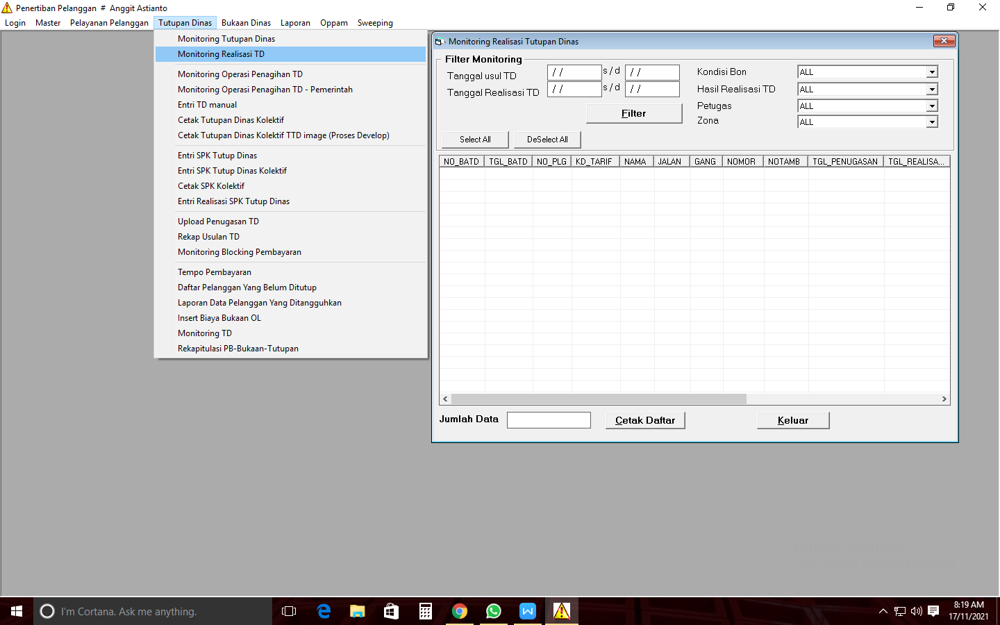 Penertiban Pelanggan # Anggit Astianto
Login Master Pelayanan Pelanggan Tutupan Dinas Bukaan Dinas Laporan Oppam Sweeping
Monitoring Tutupan Dinas
Monitoring Realisasi TD
Monitoring Operasi Penagihan TD
Monitoring Operasi Penagihan TD - Pemerintah
Entri TD manual
Cetak Tutupan Dinas Kolektif
Cetak Tutupan Dinas Kolektif TTD image (Proses Develop)
Entri SPK Tutup Dinas
Entri SPK Tutup Dinas Kolektif
Cetak SPK Kolektif
Entri Realisasi SPK Tutup Dinas
Upload Penugasan TD
Rekap Usulan TD
Monitoring Blocking Pembayaran
Tempo Pembayaran
Daftar Pelanggan Yang Belum Ditutup
Laporan Data Pelanggan Yang Ditangguhkan
Insert Biaya Bukaan OL
Monitoring TD
Rekapitulasi PB-Bukaan-Tutupan
Monitoring Realisasi Tutupan Dinas
Filter Monitoring
Tanggal usul TD / / s/d / /
Tanggal Realisasi TD / / s/d / /
Filter
Kondisi Bon ALL
Hasil Realisasi TD ALL
Petugas ALL
Zona ALL
Select All DeSelect All
NO_BATD TGL_BATD NO_PLG KD_TARIF NAMA JALAN GANG NOMOR NOTAMB TGL_PENUGASAN TGL_REALISA...
Jumlah Data Cetak Daftar Keluar
I'm Cortana. Ask me anything.
8:19 AM
17/11/2021